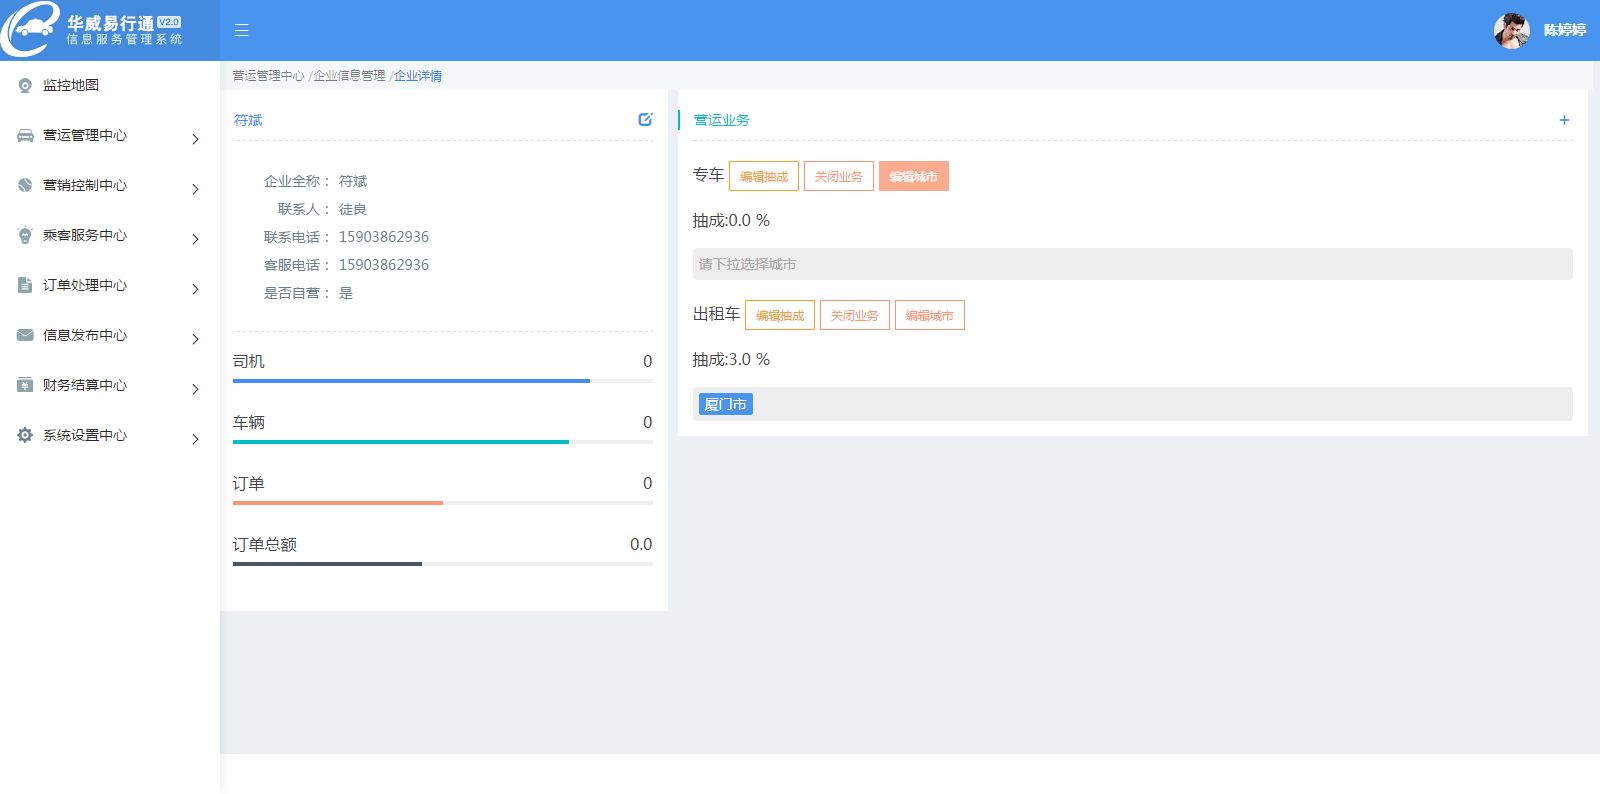 华威易行通 V2.0
信息服务管理系统
陈婷婷
监控地图
营运管理中心
营销控制中心
乘客服务中心
订单处理中心
信息发布中心
财务结算中心
系统设置中心
营运管理中心 /企业信息管理 /企业详情
符斌
企业全称： 符斌
联系人： 徒良
联系电话： 15903862936
客服电话： 15903862936
是否自营： 是
司机 0
车辆 0
订单 0
订单总额 0.0
营运业务 +
专车 编辑抽成 关闭业务 编辑城市
抽成:0.0 %
请下拉选择城市
出租车 编辑抽成 关闭业务 编辑城市
抽成:3.0 %
厦门市